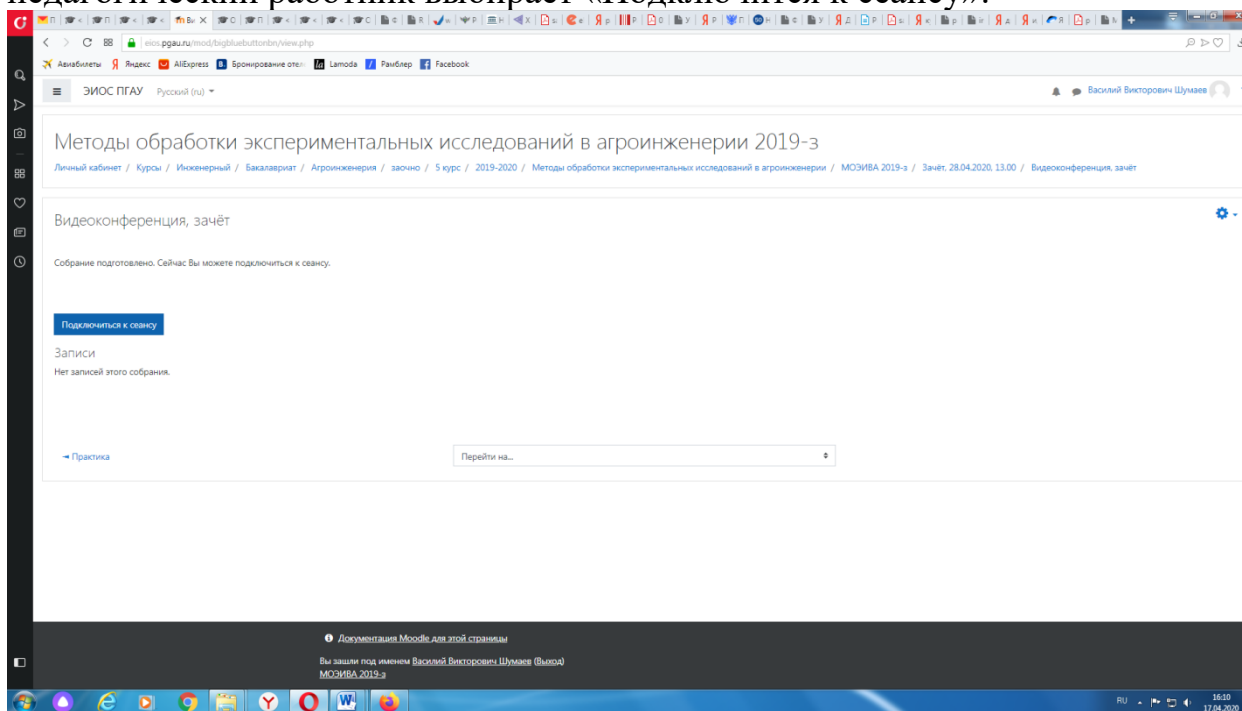 педагогический работник выбирает «Подключится к сеансу».
eios.pgau.ru/mod/bigbluebuttonbn/view.php
Авиабилеты Яндекс AliExpress Бронирование отел Lamoda Рамблер Facebook
ЭИОС ПГАУ Русский (ru) Василий Викторович Шумаев
Методы обработки экспериментальных исследований в агроинженерии 2019-з
Личный кабинет / Курсы / Инженерный / Бакалавриат / Агроинженерия / заочно / 5 курс / 2019-2020 / Методы обработки экспериментальных исследований в агроинженерии / МОЭИВА 2019-з / Зачёт, 28.04.2020, 13.00 / Видеоконференция, зачёт
Видеоконференция, зачёт
Собрание подготовлено. Сейчас Вы можете подключиться к сеансу.
Подключиться к сеансу
Записи
Нет записей этого собрания.
◄ Практика Перейти на...
Документация Moodle для этой страницы
Вы зашли под именем Василий Викторович Шумаев (Выход)
МОЭИВА 2019-з
RU 16:10
17.04.2020